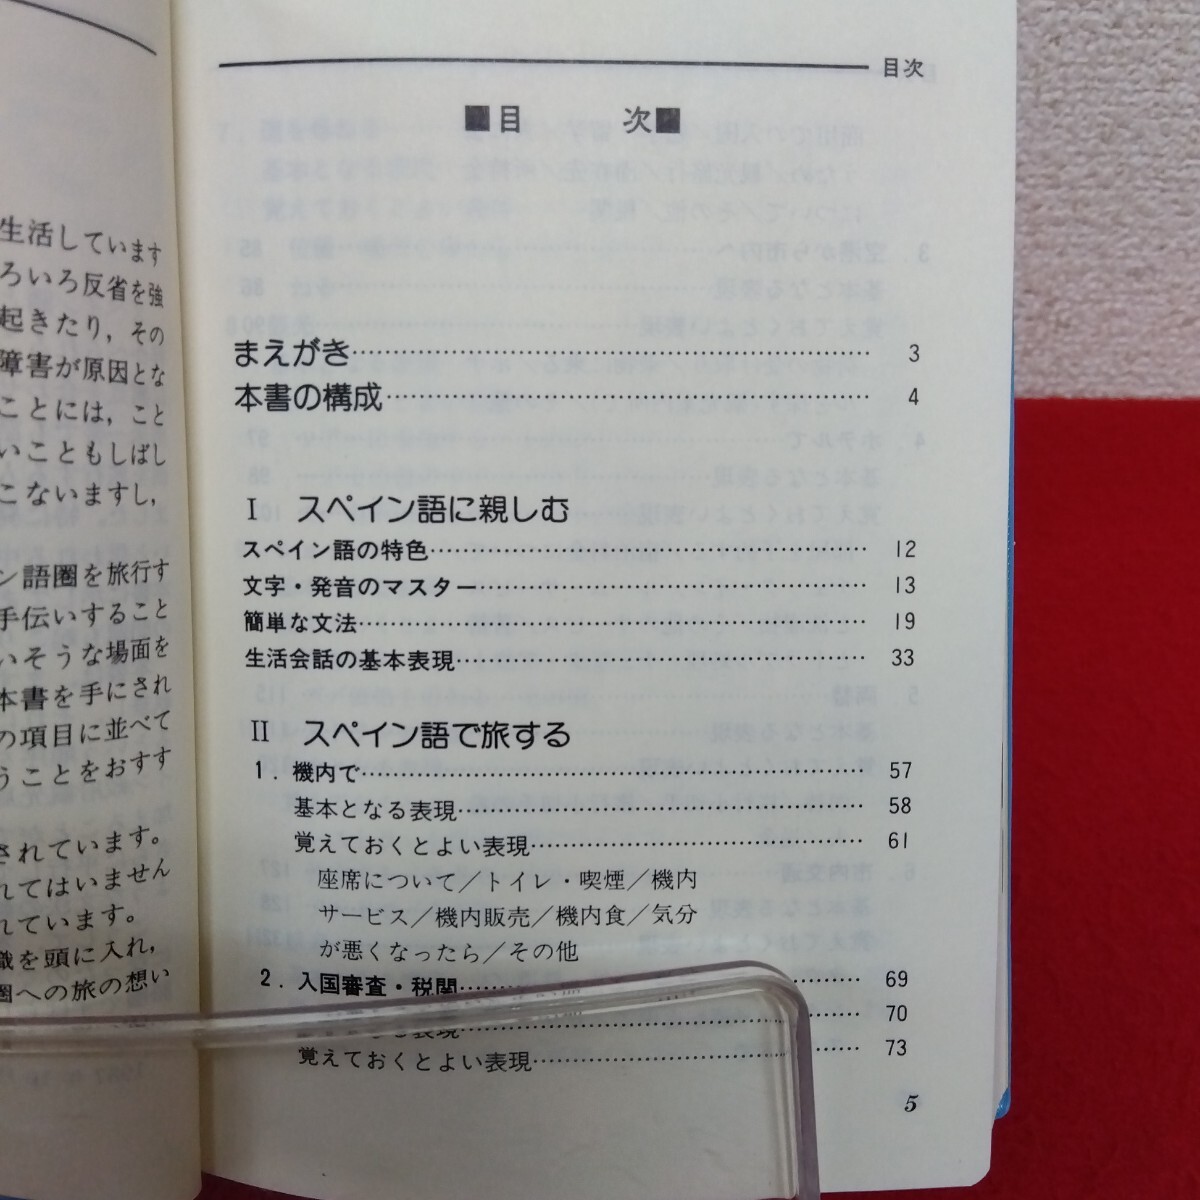 生活しています
ろいろ反省を強
起きたり，その
障害が原因とな
ことには，こと
いこともしばし
こないますし，
ン語圏を旅行す
手伝いすること
いそうな場面を
本書を手にされ
の項目に並べて
うことをおすす
されています。
れてはいません
れています。
識を頭に入れ，
圏への旅の想い
目次
■目　次■
まえがき…… 3
本書の構成…… 4
I　スペイン語に親しむ
スペイン語の特色…… 12
文字・発音のマスター…… 13
簡単な文法…… 19
生活会話の基本表現…… 33
II　スペイン語で旅する
1．機内で…… 57
基本となる表現…… 58
覚えておくとよい表現…… 61
座席について／トイレ・喫煙／機内
サービス／機内販売／機内食／気分
が悪くなったら／その他
2．入国審査・税関…… 69
表現…… 70
覚えておくとよい表現…… 73
5